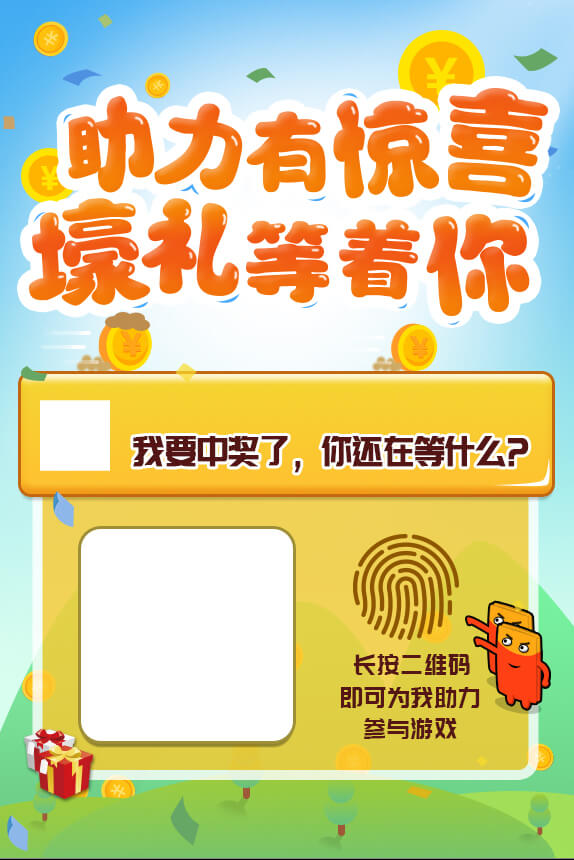 助力有惊喜
壕礼等着你
我要中奖了，你还在等什么？
长按二维码
即可为我助力
参与游戏